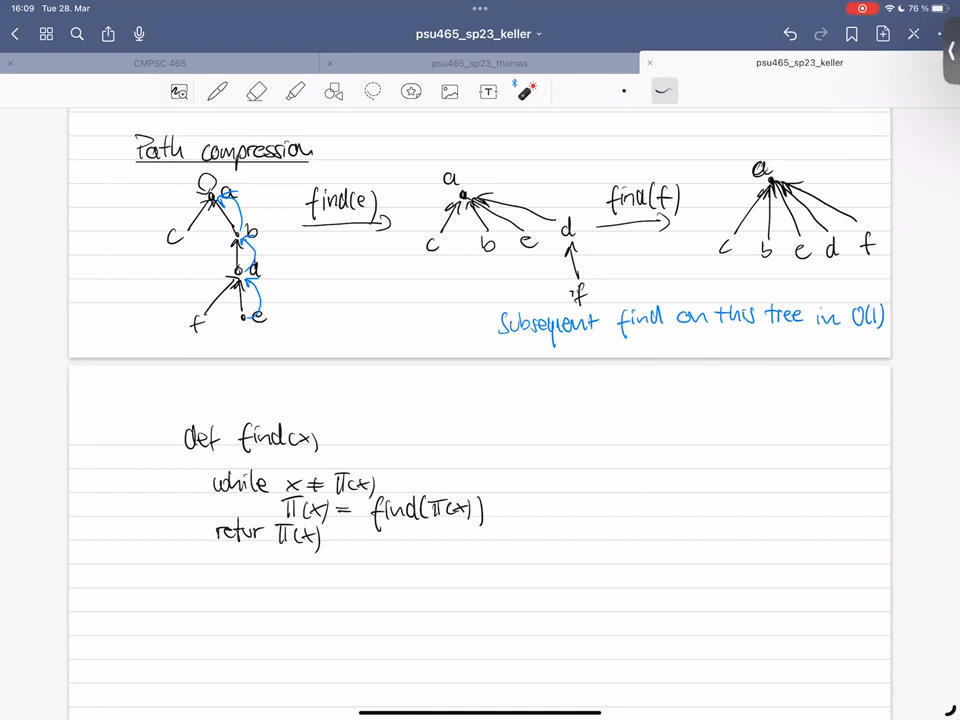 16:09 Tue 28. Mar
76 %
psu465_sp23_keller
CMPSC 465
psu465_sp23_thomas
psu465_sp23_keller
Path compression
a
c
b
d
f
e
find(e)
a
c
b
e
d
f
find(f)
a
c
b
e
d
f
Subsequent find on this tree in O(1)
def find(x)
while x ≠ π(x)
π(x) = find(π(x))
retur π(x)